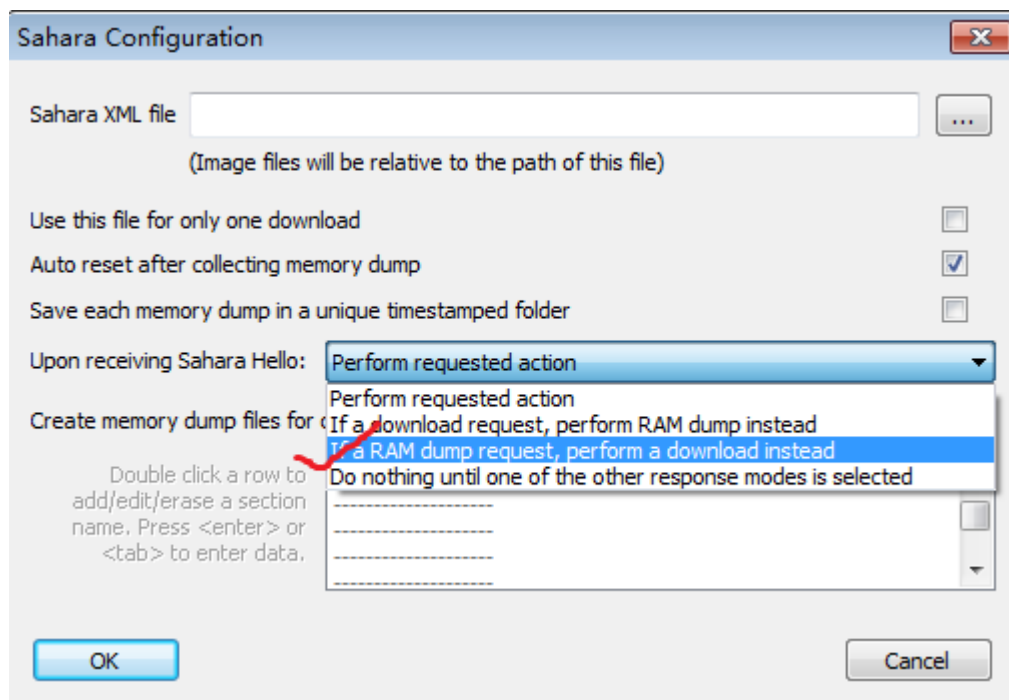 Sahara Configuration
Sahara XML file
...
(Image files will be relative to the path of this file)
Use this file for only one download
Auto reset after collecting memory dump
Save each memory dump in a unique timestamped folder
Upon receiving Sahara Hello: Perform requested action
Perform requested action
Create memory dump files for
If a download request, perform RAM dump instead
If a RAM dump request, perform a download instead
Do nothing until one of the other response modes is selected
Double click a row to
add/edit/erase a section
name. Press <enter> or
<tab> to enter data.
OK
Cancel